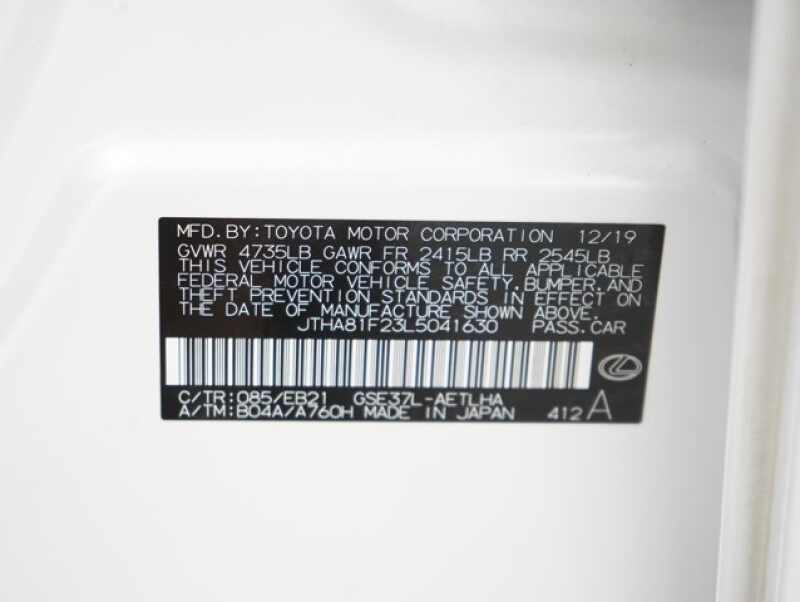 MFD. BY: TOYOTA MOTOR CORPORATION 12/19
GVWR 4735LB GAWR FR 2415LB RR 2545LB
THIS VEHICLE CONFORMS TO ALL APPLICABLE
FEDERAL MOTOR VEHICLE SAFETY, BUMPER, AND
THEFT PREVENTION STANDARDS IN EFFECT ON
THE DATE OF MANUFACTURE SHOWN ABOVE.
JTHA81F23L5041630 PASS. CAR
C/TR: 085/EB21 GSE37L-AETLHA
A/TM: B04A/A760H MADE IN JAPAN 412 A